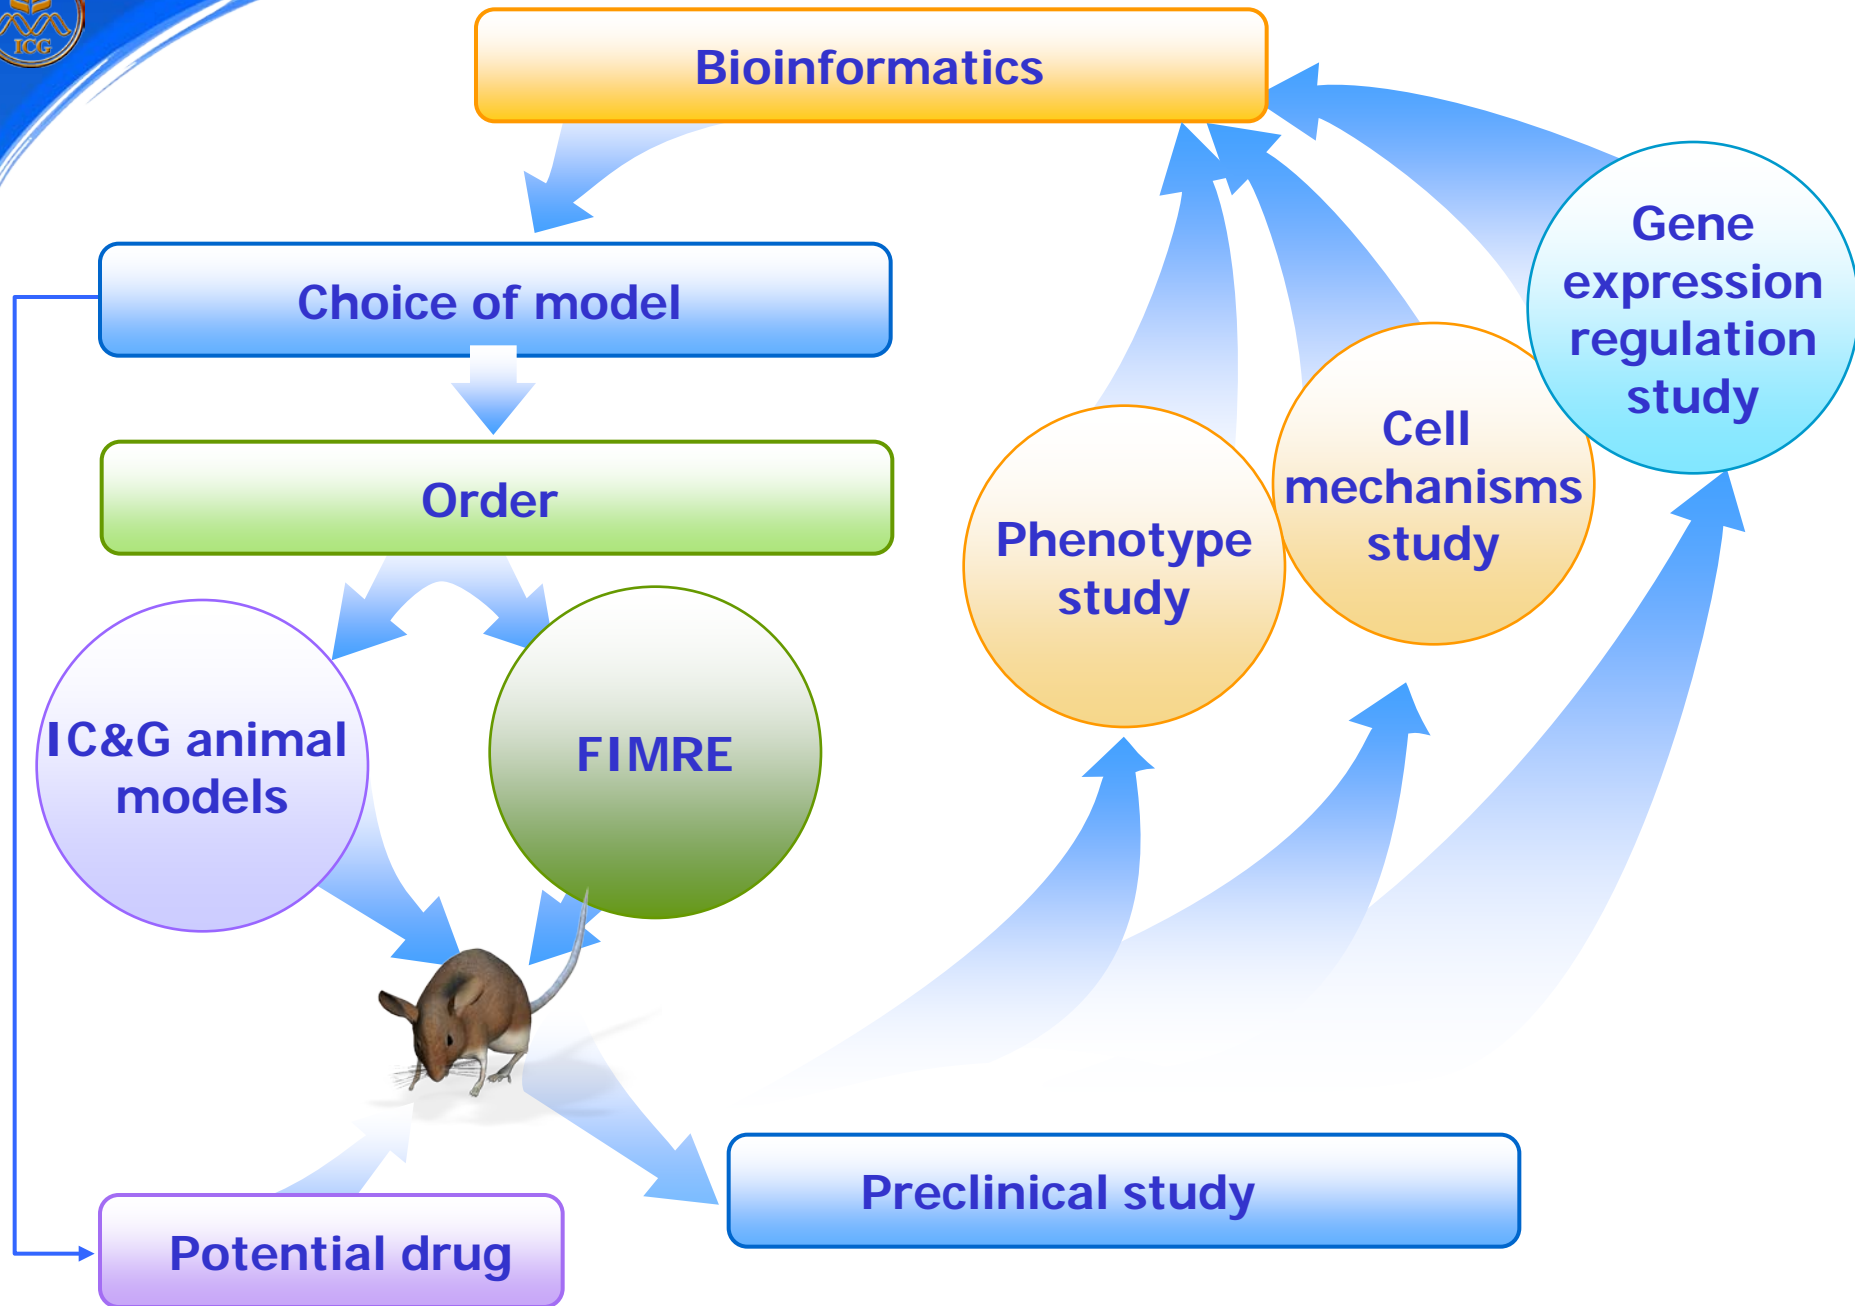 ICG
Bioinformatics
Choice of model
Order
IC&G animal
models
FIMRE
Potential drug
Preclinical study
Phenotype
study
Cell
mechanisms
study
Gene
expression
regulation
study